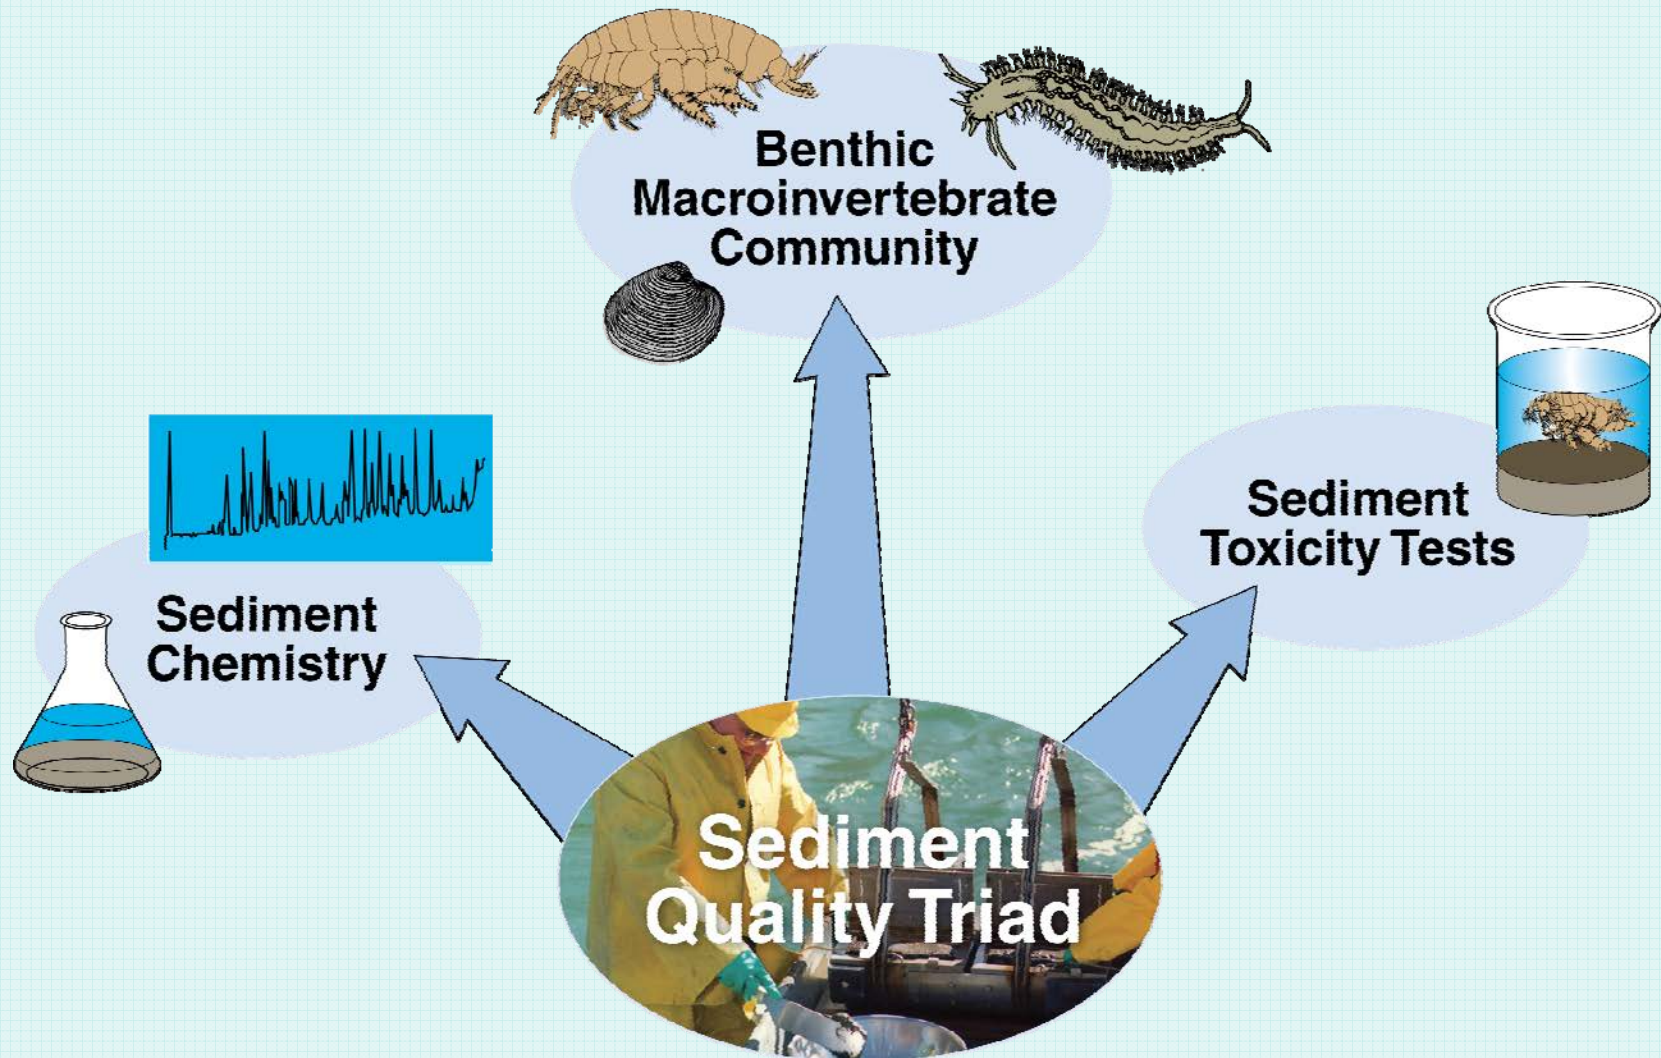 Benthic
Macroinvertebrate
Community
Sediment
Toxicity Tests
Sediment
Chemistry
Sediment
Quality Triad